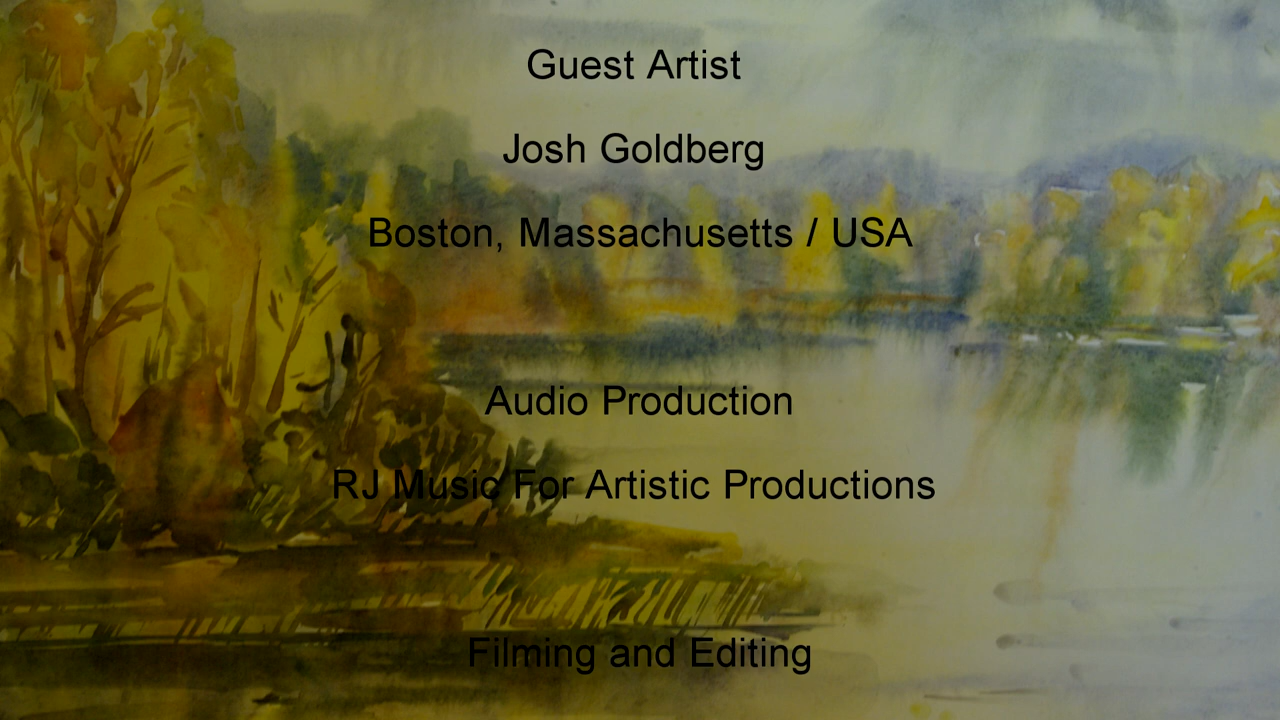 Guest Artist
Josh Goldberg
Boston, Massachusetts / USA
Audio Production
RJ Music For Artistic Productions
Filming and Editing